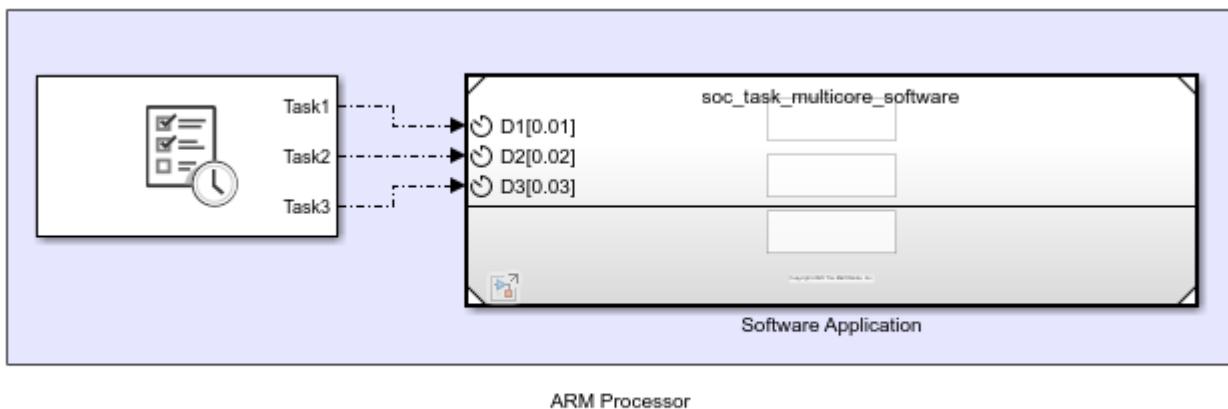 Task1
Task2
Task3
soc_task_multicore_software
D1[0.01]
D2[0.02]
D3[0.03]
Software Application
ARM Processor